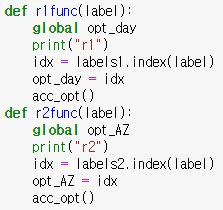 def r1func(label):
    global opt_day
    print("r1")
    idx = labels1.index(label)
    opt_day = idx
    acc_opt()
def r2func(label):
    global opt_AZ
    print("r2")
    idx = labels2.index(label)
    opt_AZ = idx
    acc_opt()